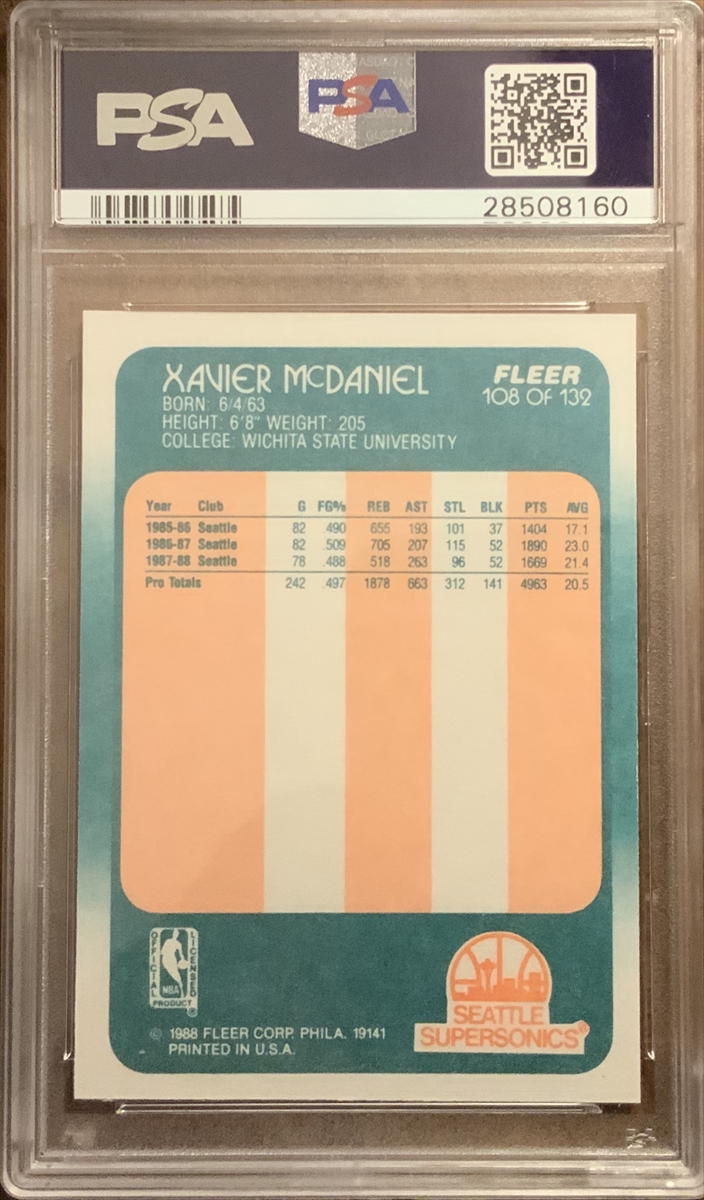 PSA
PSA
28508160
XAVIER McDANIEL
FLEER
108 OF 132
BORN: 6/4/63
HEIGHT: 6'8" WEIGHT: 205
COLLEGE: WICHITA STATE UNIVERSITY
Year Club G FG% REB AST STL BLK PTS AVG
1985-86 Seattle 82 .490 655 193 101 37 1404 17.1
1986-87 Seattle 82 .509 705 207 115 52 1890 23.0
1987-88 Seattle 78 .488 518 263 96 52 1669 21.4
Pro Totals 242 .497 1878 663 312 141 4963 20.5
OFFICIAL
LICENSED
NBA
PRODUCT
®
SEATTLE
SUPERSONICS®
© 1988 FLEER CORP. PHILA. 19141
PRINTED IN U.S.A.